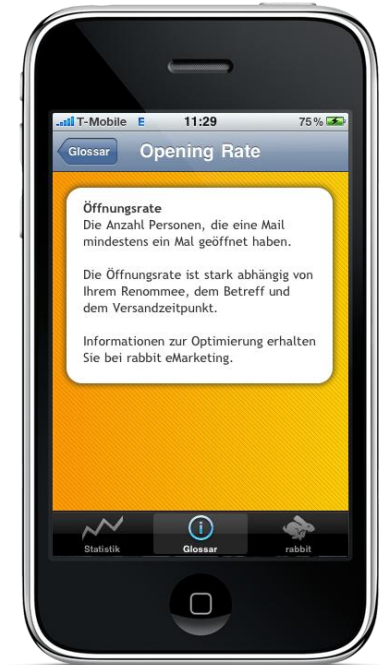 T-Mobile E 11:29 75 %
Glossar Opening Rate
Öffnungsrate
Die Anzahl Personen, die eine Mail
mindestens ein Mal geöffnet haben.
Die Öffnungsrate ist stark abhängig von
Ihrem Renommee, dem Betreff und
dem Versandzeitpunkt.
Informationen zur Optimierung erhalten
Sie bei rabbit eMarketing.
Statistik Glossar rabbit